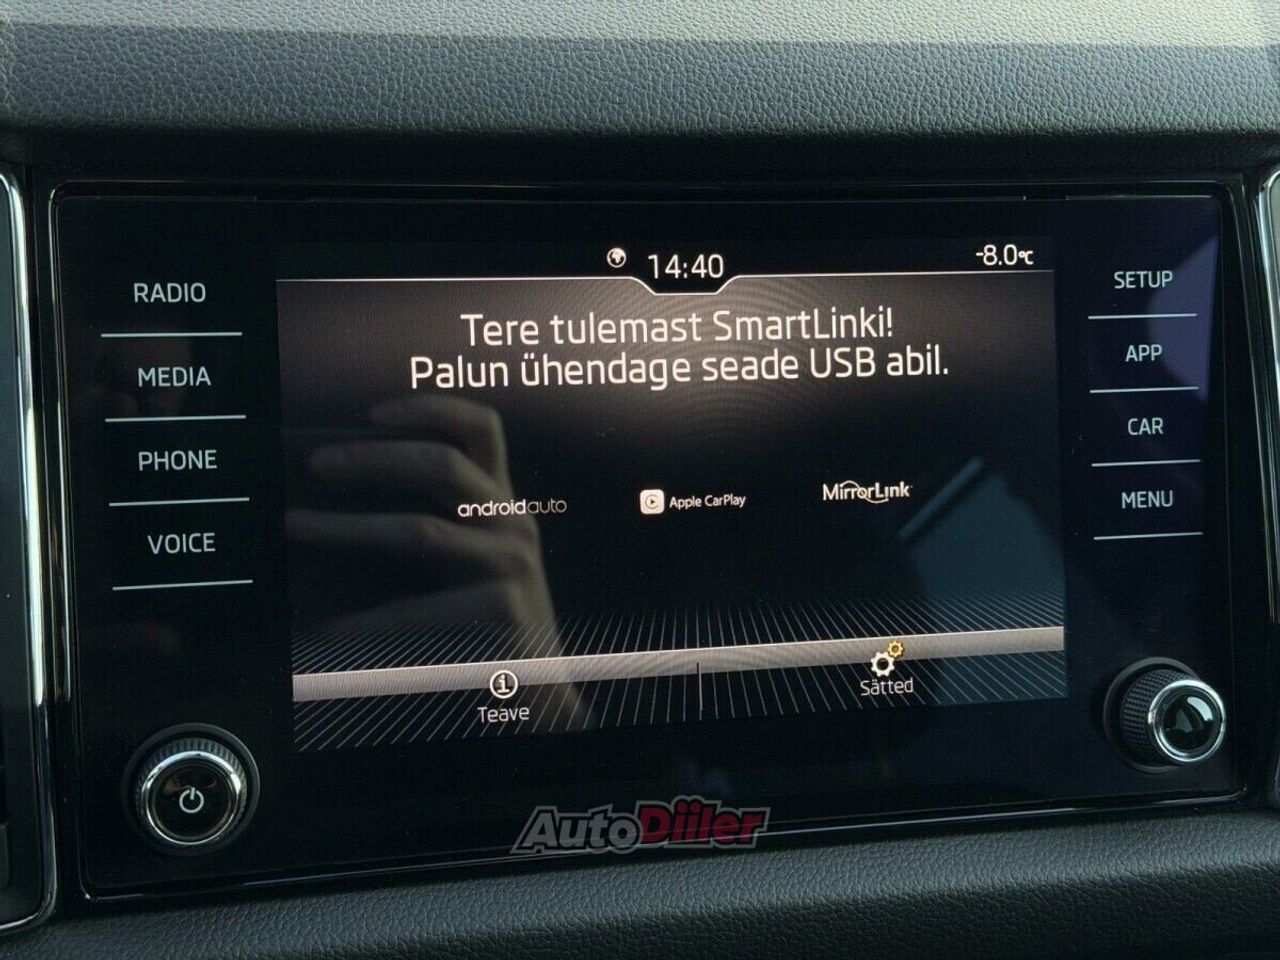 14:40
-8.0°C
RADIO
MEDIA
PHONE
VOICE
Tere tulemast SmartLinki!
Palun ühendage seade USB abil.
androidauto
Apple CarPlay
MirrorLink
Teave
Sätted
SETUP
APP
CAR
MENU
AutoDiiler